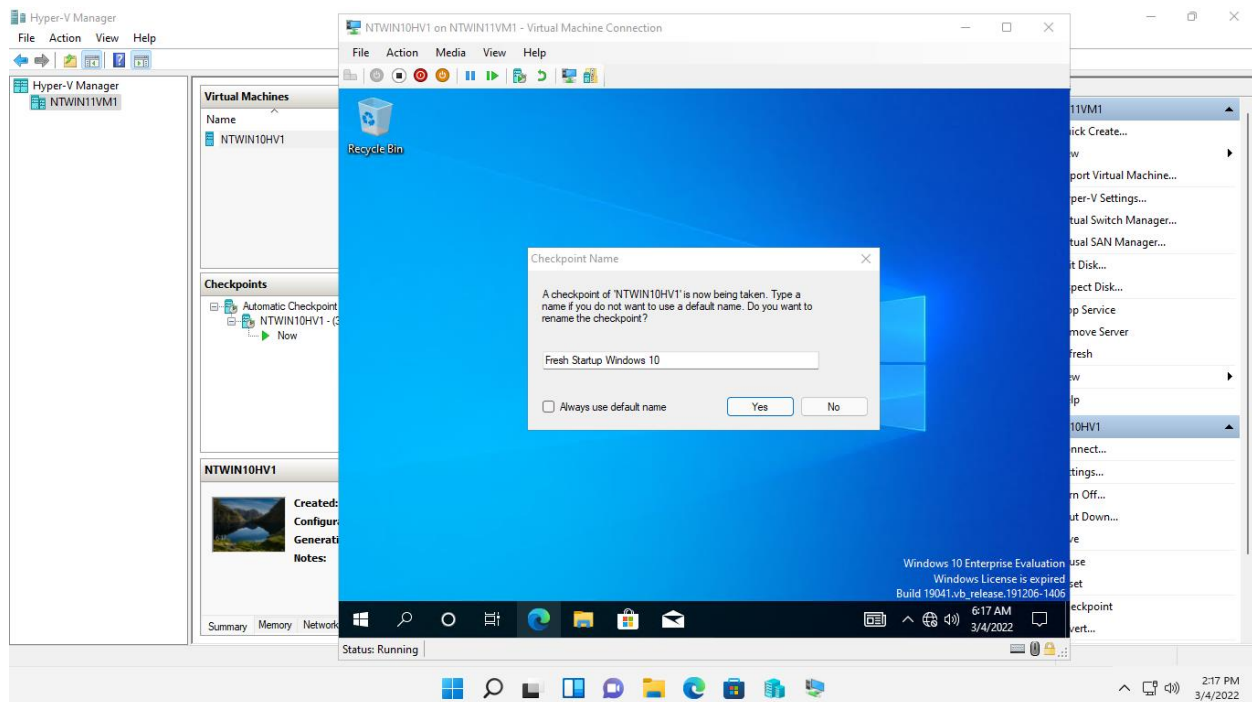 Hyper-V Manager
File Action View Help
Hyper-V Manager
NTWIN11VM1
Virtual Machines
Name
NTWIN10HV1
Checkpoints
Automatic Checkpoint
NTWIN10HV1 - (3
Now
NTWIN10HV1
Created:
Configur
Generati
Notes:
Summary Memory Network
NTWIN10HV1 on NTWIN11VM1 - Virtual Machine Connection
File Action Media View Help
Recycle Bin
Checkpoint Name
A checkpoint of 'NTWIN10HV1' is now being taken. Type a
name if you do not want to use a default name. Do you want to
rename the checkpoint?
Fresh Startup Windows 10
Always use default name
Yes No
Windows 10 Enterprise Evaluation
Windows License is expired
Build 19041.vb_release.191206-1406
6:17 AM
3/4/2022
Status: Running
11VM1
ick Create...
w
port Virtual Machine...
per-V Settings...
tual Switch Manager...
tual SAN Manager...
it Disk...
pect Disk...
op Service
move Server
fresh
ew
lp
10HV1
nnect...
ttings...
rn Off...
ut Down...
ve
use
set
eckpoint
vert...
2:17 PM
3/4/2022